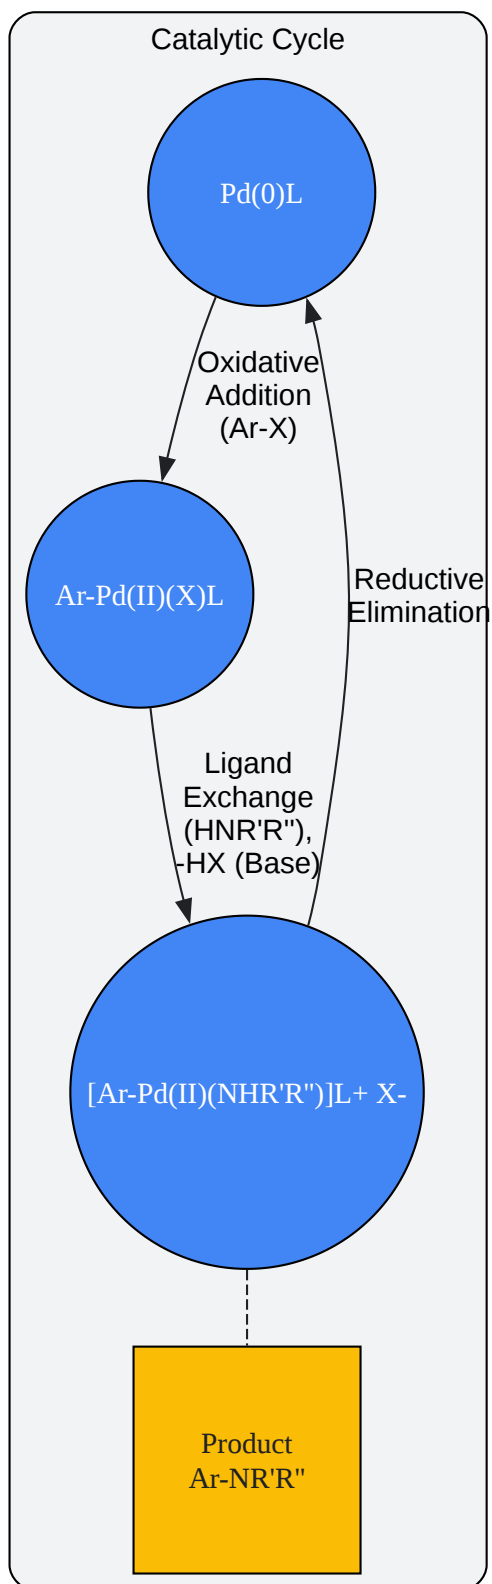 Catalytic Cycle
Pd(0)L
Oxidative
Addition
(Ar-X)
Ar-Pd(II)(X)L
Reductive
Elimination
Ligand
Exchange
(HNR'R"),
-HX (Base)
[Ar-Pd(II)(NHR'R")]L+ X-
Product
Ar-NR'R"